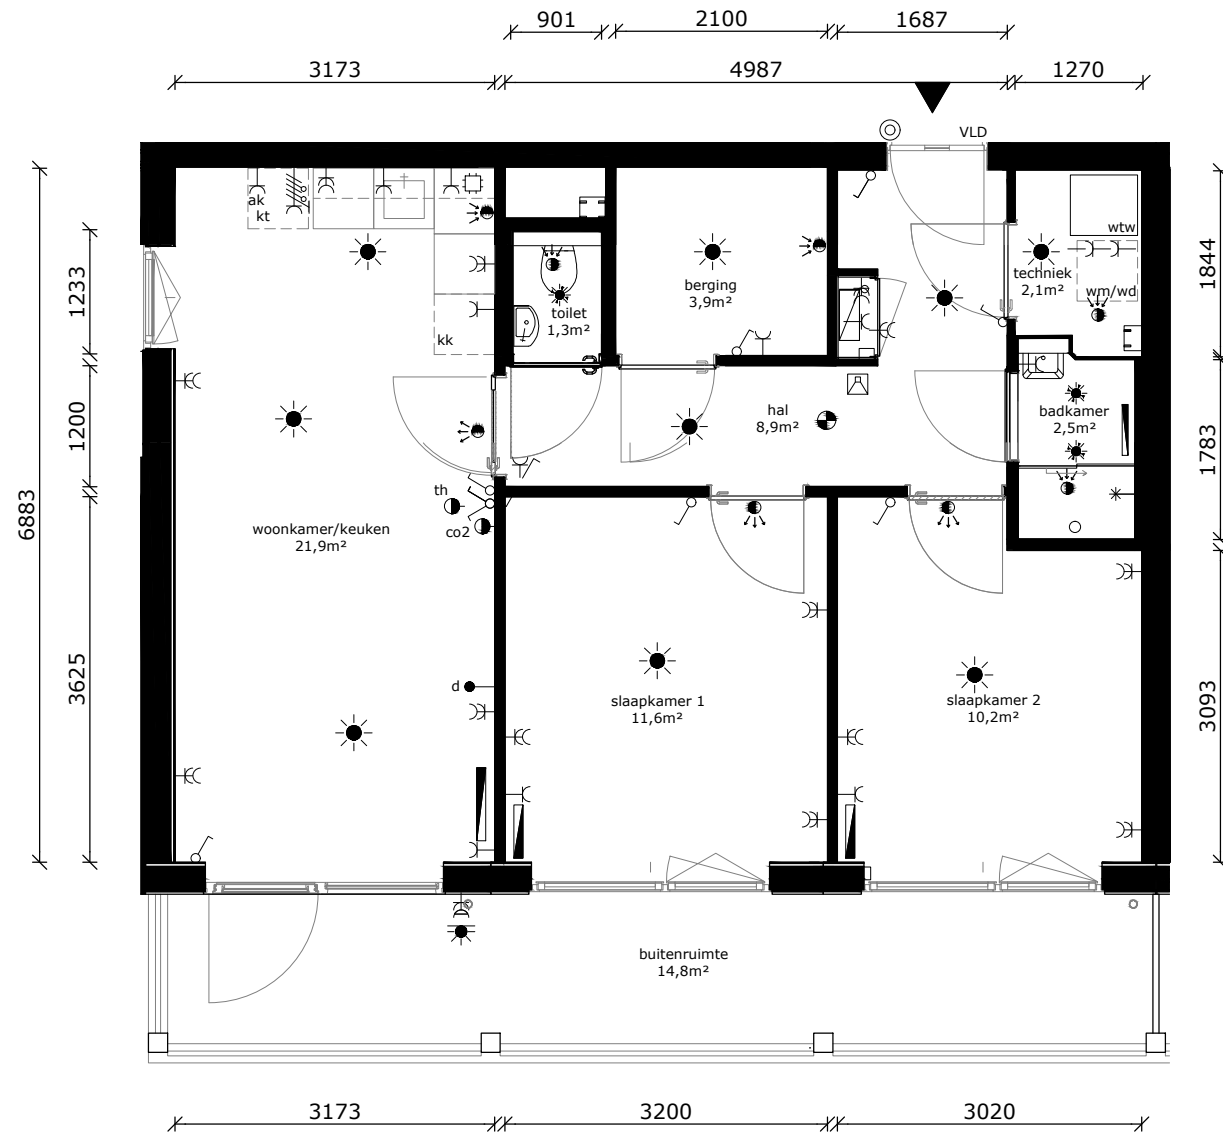 901
2100
1687
3173
4987
1270
VLD
ak
kt
wtw
techniek
2,1m²
wm/wd
berging
3,9m²
toilet
1,3m²
kk
1233
1844
hal
8,9m²
badkamer
2,5m²
1200
1783
6883
th
co2
woonkamer/keuken
21,9m²
3625
3093
d
slaapkamer 1
11,6m²
slaapkamer 2
10,2m²
buitenruimte
14,8m²
3173
3200
3020